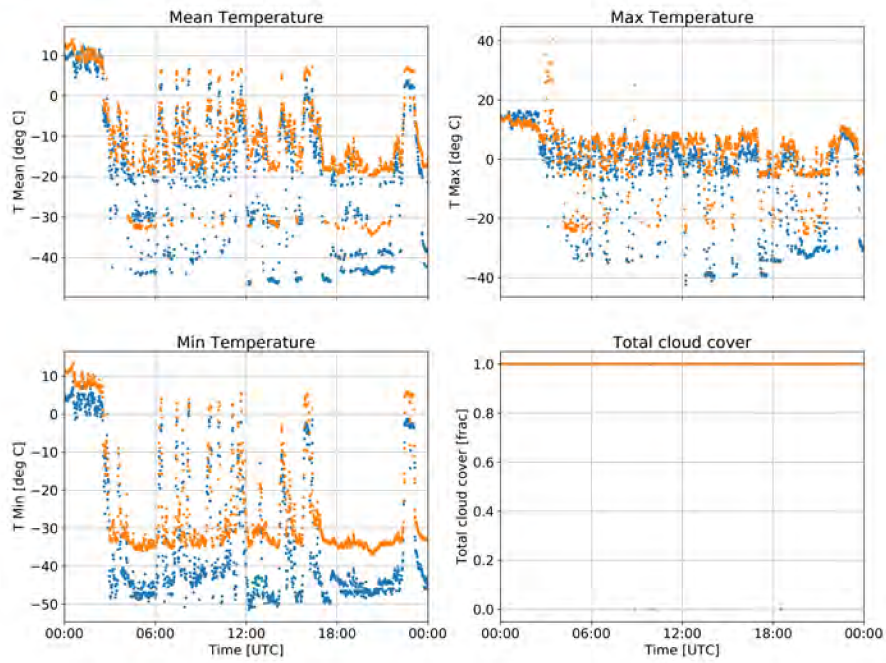 Mean Temperature
T Mean [deg C]
10
0
−10
−20
−30
−40
Max Temperature
T Max [deg C]
40
20
0
−20
−40
Min Temperature
T Min [deg C]
10
0
−10
−20
−30
−40
−50
00:00 06:00 12:00 18:00 00:00
Time [UTC]
Total cloud cover
Total cloud cover [frac]
1.0
0.8
0.6
0.4
0.2
0.0
00:00 06:00 12:00 18:00 00:00
Time [UTC]